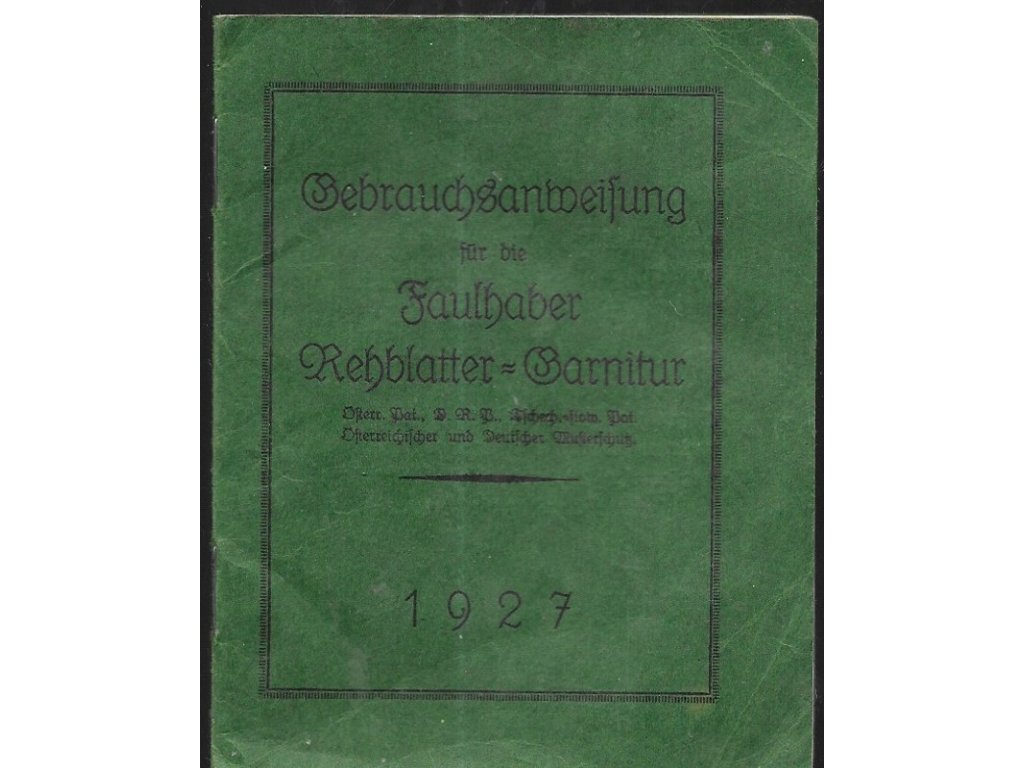 Gebrauchsanweisung
für die
Faulhaber
Rehblatter=Garnitur
Österr. Pat., D. R. P., Tschech.-slow. Pat.
Österreichischer und Deutscher Musterschutz.
1927